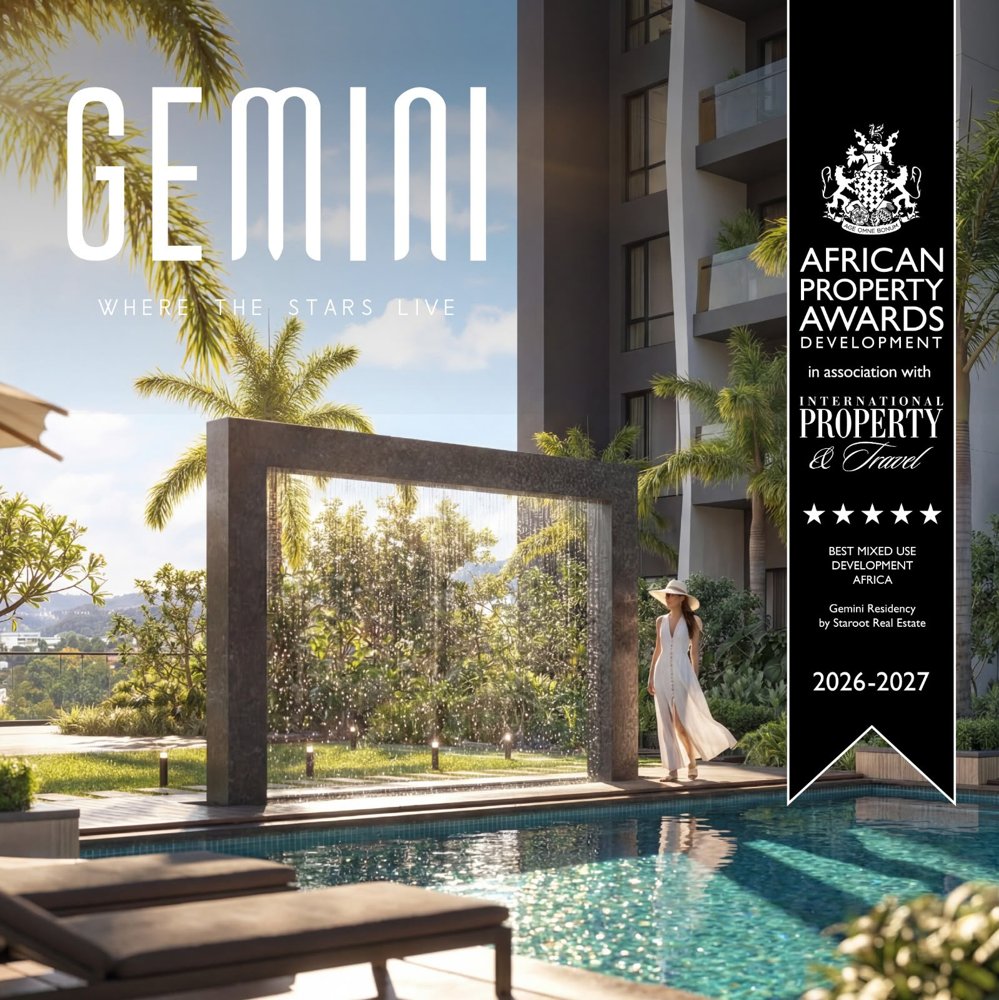 GEMINI
WHERE THE STARS LIVE
AGE OMNE BONUM
AFRICAN
PROPERTY
AWARDS
DEVELOPMENT
in association with
INTERNATIONAL
PROPERTY
& Travel
BEST MIXED USE
DEVELOPMENT
AFRICA
Gemini Residency
by Staroot Real Estate
2026-2027